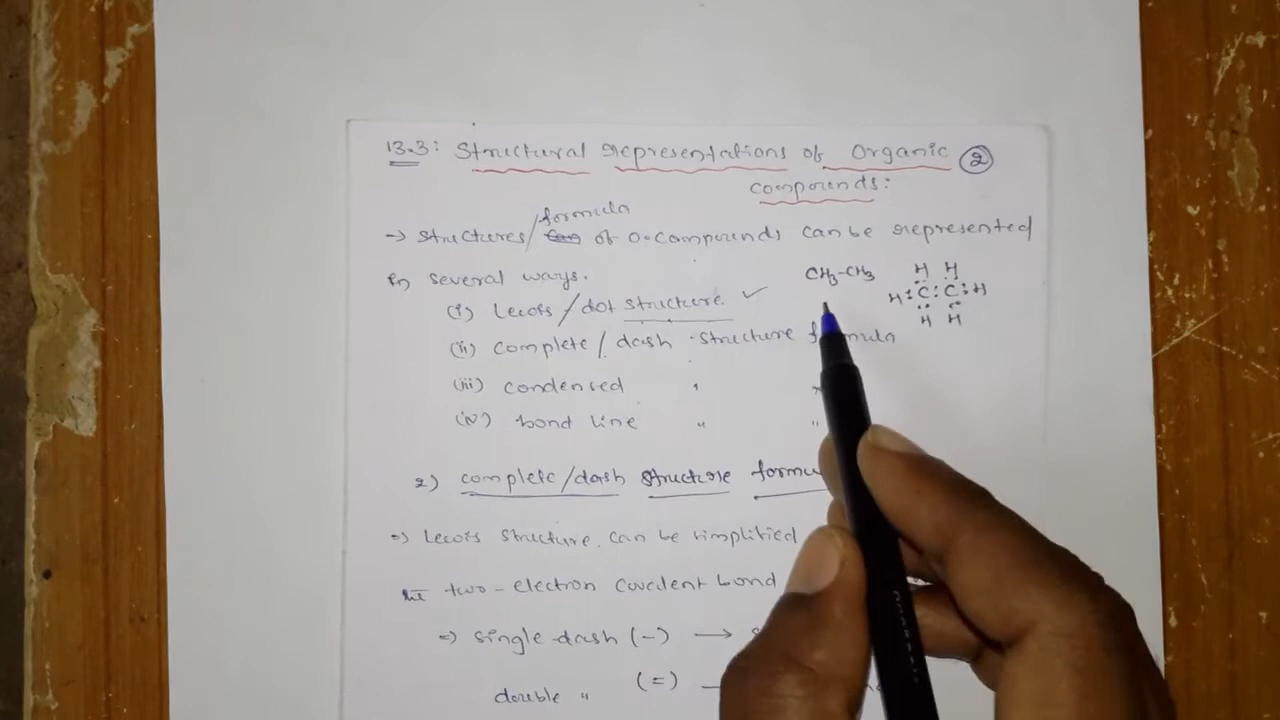 13.3: Structural representations of Organic ②
compounds:
formula
→ structures/ of O.compounds can be represented
in several ways.
CH3-CH3
H H
H : C : C : H
H H
(i) Lewis / dot structure ✓
(ii) complete / dash structure formula
(iii) condensed " "
(iv) bond line " "
2) complete/dash structure formu
⇒ Lewis structure can be simplified
two-electron covalent bond
⇒ single dash (-) →
double " (=) —